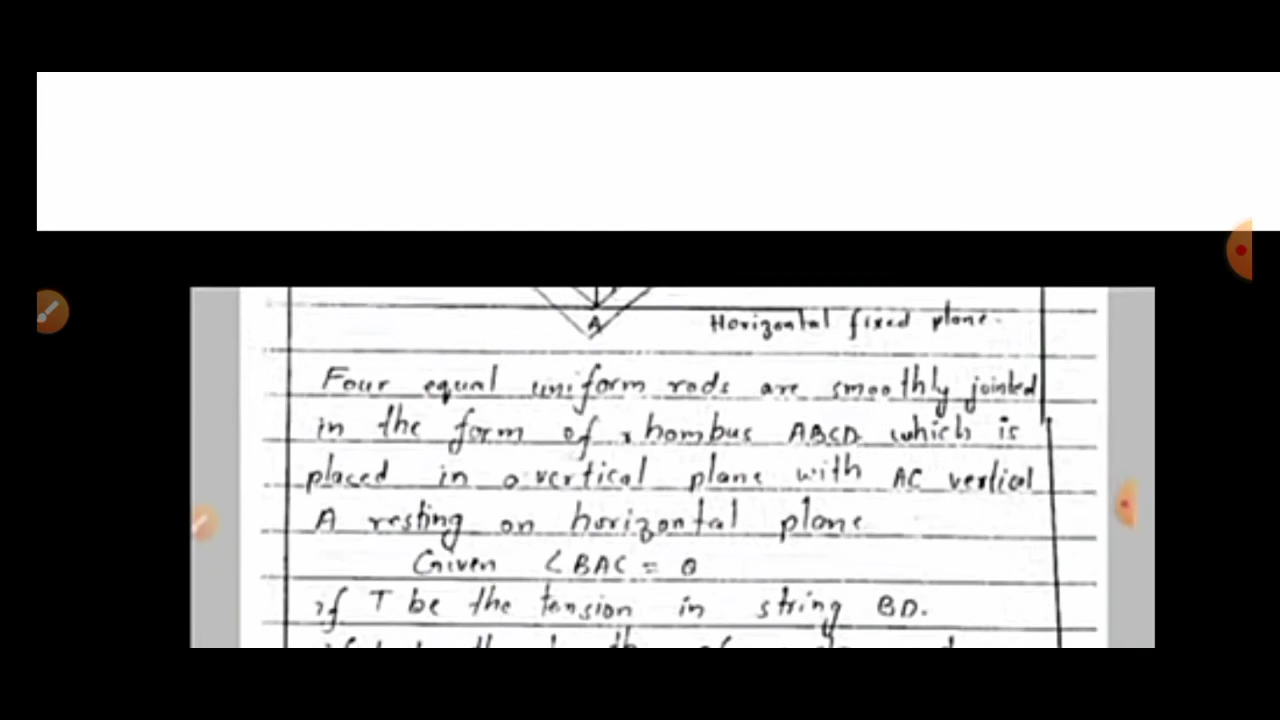 A
Horizontal fixed plane.
Four equal uniform rods are smoothly jointed
in the form of rhombus ABCD which is
placed in a vertical plane with AC vertical
A resting on horizontal plane
Given ∠BAC = θ
if T be the tension in string BD.